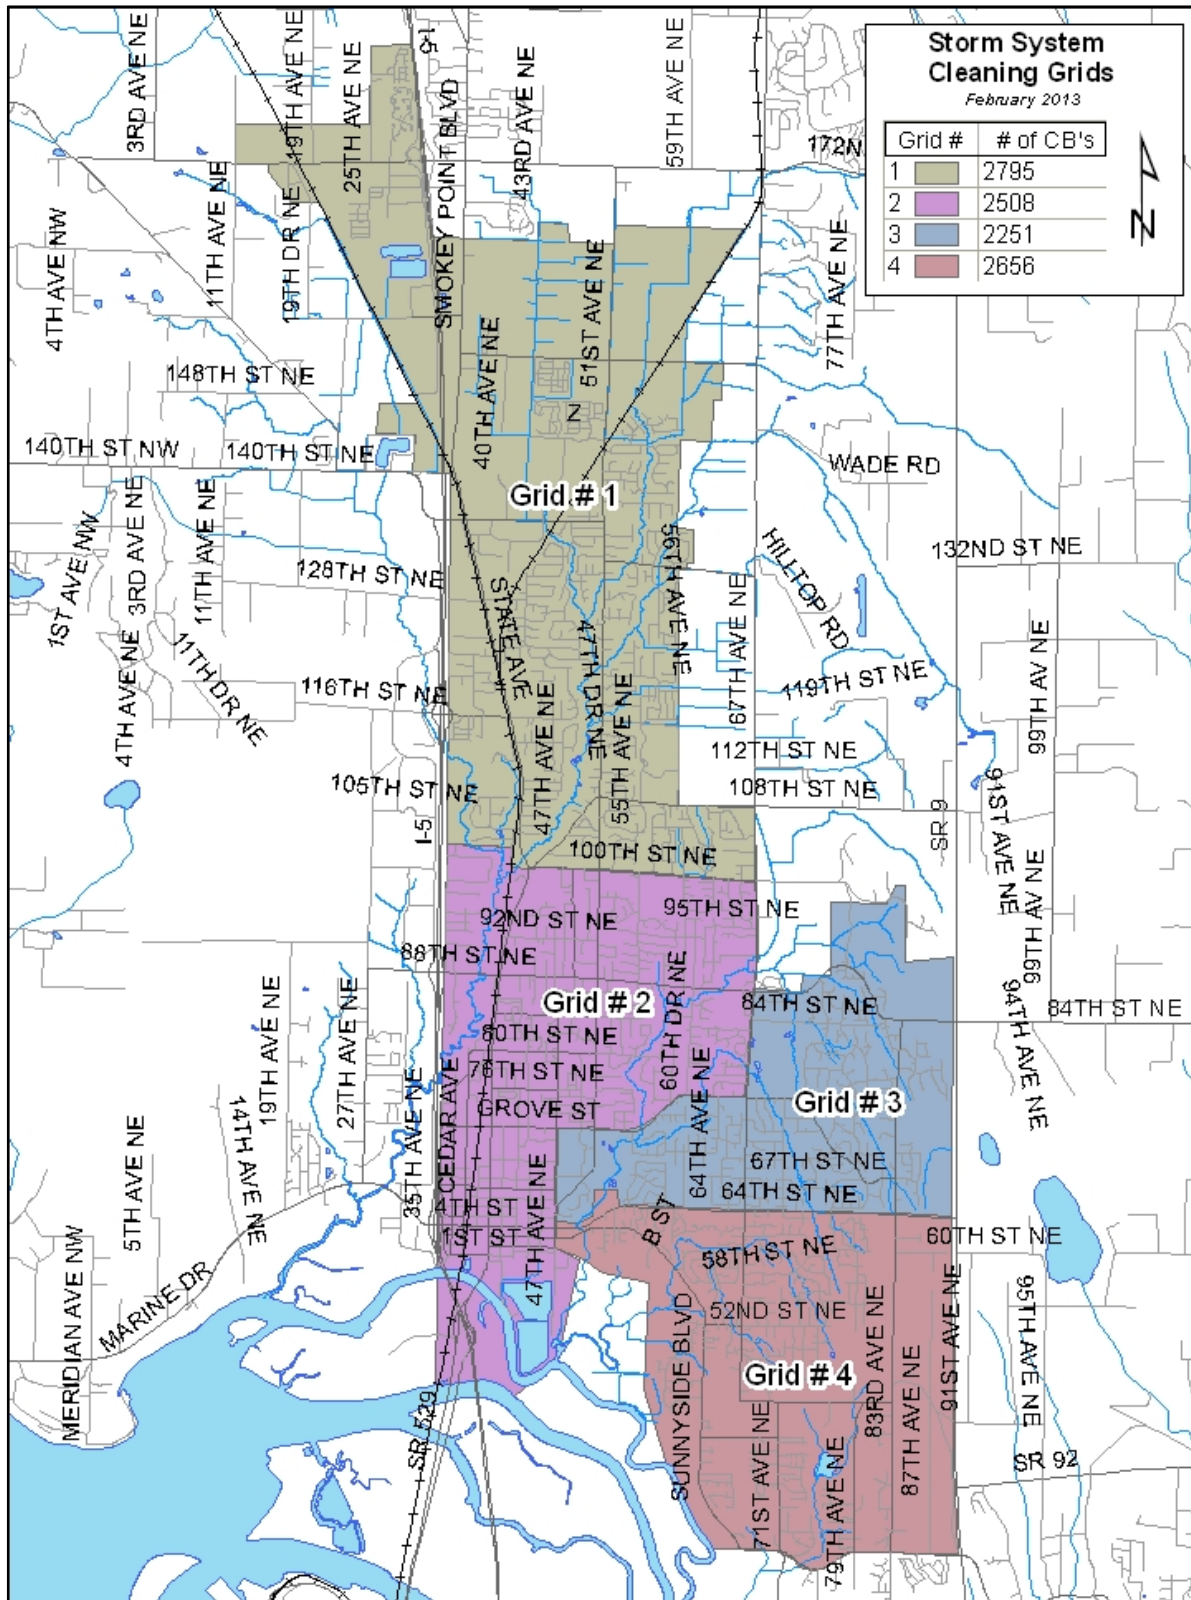 Storm System
Cleaning Grids
February 2013
Grid # # of CB's
1 2795
2 2508
3 2251
4 2656
N
I-5
3RD AVE NE
19TH AVE NE
25TH AVE NE
SMOKEY POINT BLVD
43RD AVE NE
59TH AVE NE
172N
4TH AVE NW
11TH AVE NE
19TH DR NE
51ST AVE NE
77TH AVE NE
148TH ST NE
40TH AVE NE
Z
140TH ST NW
140TH ST NE
WADE RD
Grid # 1
1ST AVE NW
3RD AVE NE
11TH AVE NE
128TH ST NE
56TH AVE NE
HILLTOP RD
132ND ST NE
STATE AVE
47TH DR NE
67TH AVE NE
99TH AVE NE
4TH AVE NE
11TH DR NE
116TH ST NE
119TH ST NE
47TH AVE NE
55TH AVE NE
112TH ST NE
105TH ST NE
108TH ST NE
91ST AVE NE
I-5
SR 9
100TH ST NE
99TH AVE NE
92ND ST NE
95TH ST NE
88TH ST NE
19TH AVE NE
27TH AVE NE
Grid # 2
60TH DR NE
84TH ST NE
94TH AVE NE
84TH ST NE
80TH ST NE
76TH ST NE
GROVE ST
35TH AVE NE
CEDAR AVE
64TH AVE NE
Grid # 3
5TH AVE NE
14TH AVE NE
67TH ST NE
64TH ST NE
4TH ST
1ST ST
47TH AVE NE
B ST
58TH ST NE
60TH ST NE
MERIDIAN AVE NW
MARINE DR
SUNNYSIDE BLVD
52ND ST NE
83RD AVE NE
91ST AVE NE
95TH AVE NE
Grid # 4
87TH AVE NE
SR 529
71ST AVE NE
79TH AVE NE
SR 92